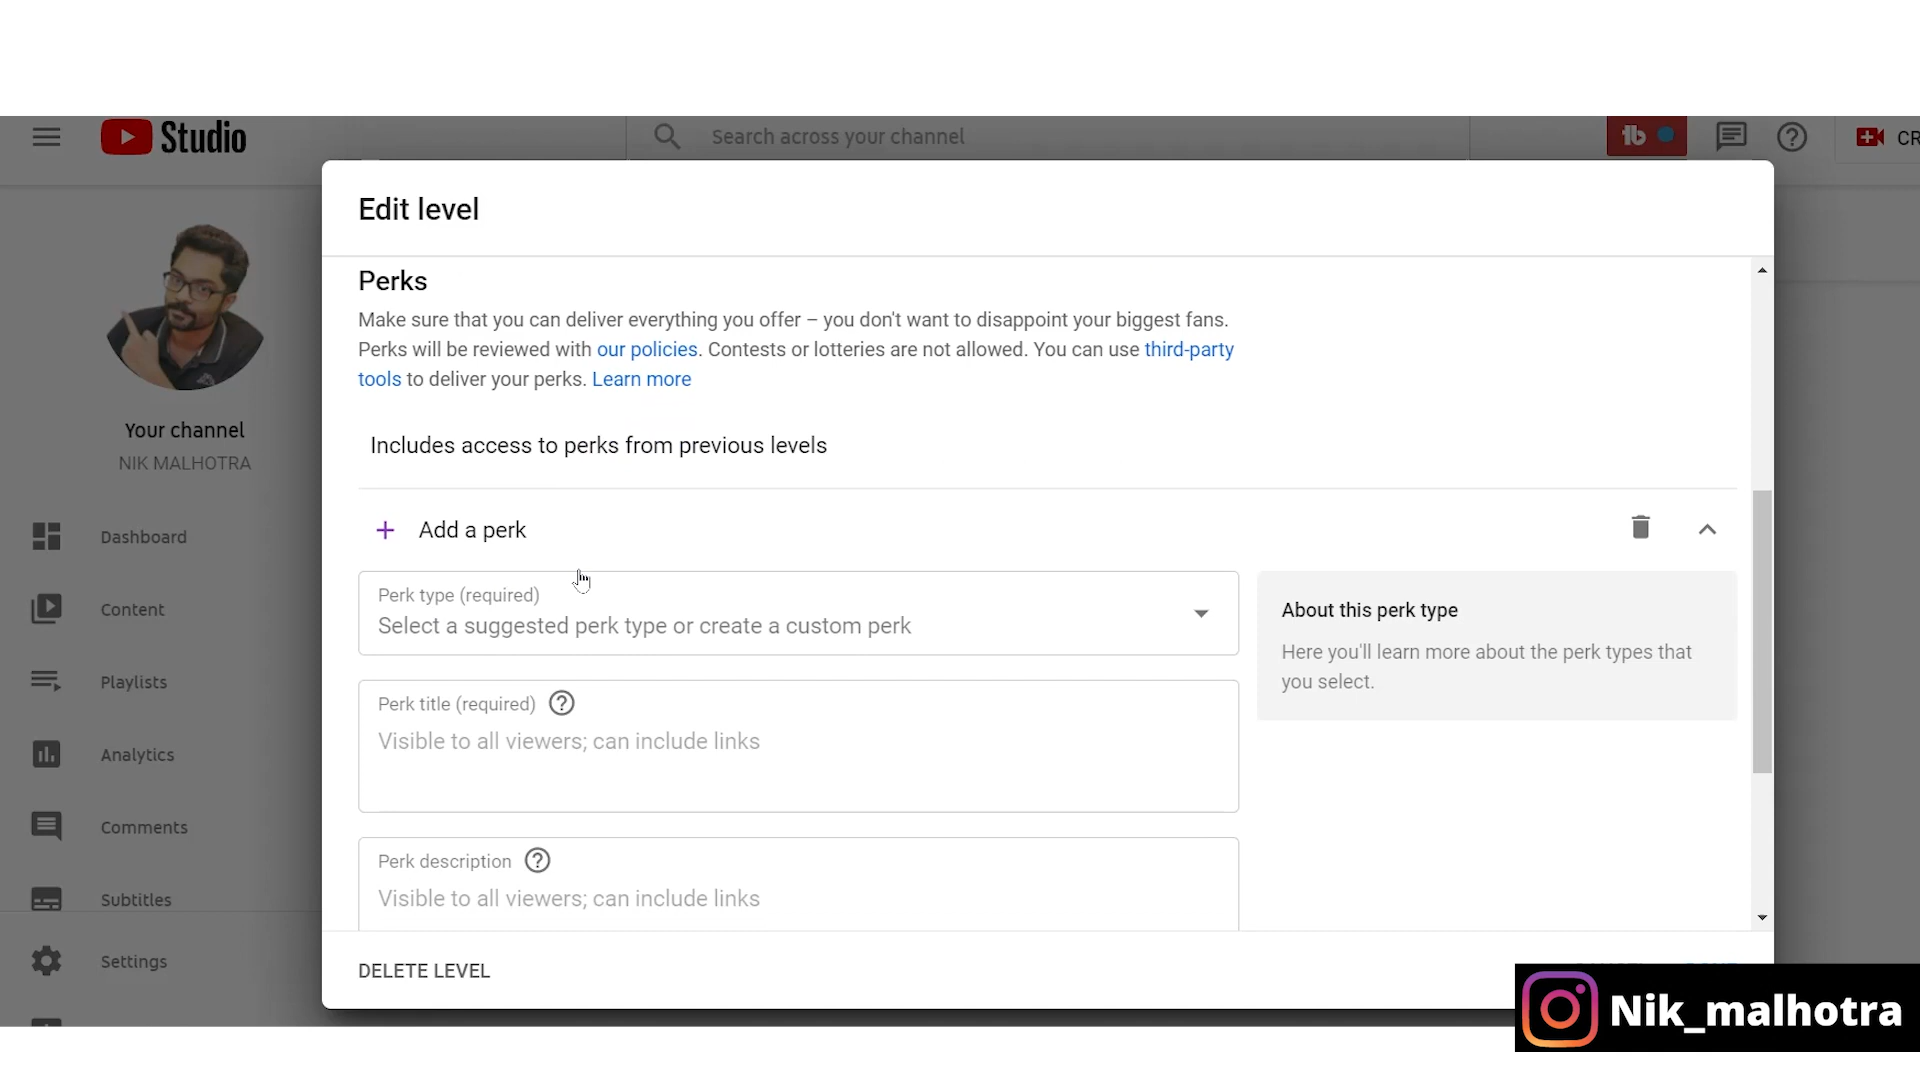 Studio
Search across your channel
CR
Edit level
Perks
Make sure that you can deliver everything you offer – you don't want to disappoint your biggest fans.
Perks will be reviewed with our policies. Contests or lotteries are not allowed. You can use third-party
tools to deliver your perks. Learn more
Your channel
NIK MALHOTRA
Includes access to perks from previous levels
Add a perk
Dashboard
Content
Playlists
Analytics
Comments
Subtitles
Settings
Perk type (required)
Select a suggested perk type or create a custom perk
About this perk type
Here you'll learn more about the perk types that
you select.
Perk title (required)
Visible to all viewers; can include links
Perk description
Visible to all viewers; can include links
DELETE LEVEL
Nik_malhotra